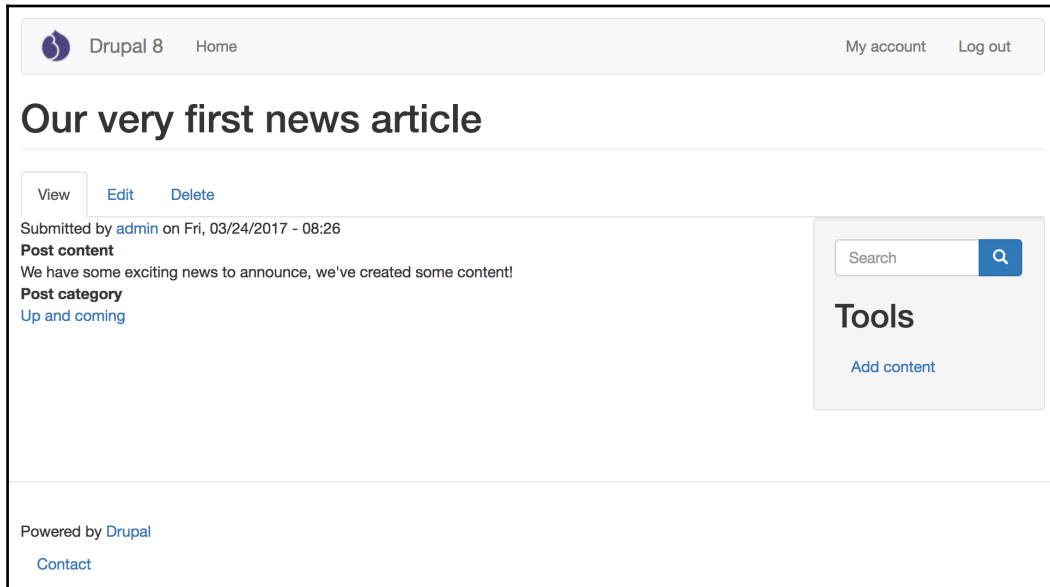 Drupal 8 Home My account Log out
Our very first news article
View Edit Delete
Submitted by admin on Fri, 03/24/2017 - 08:26
Post content
We have some exciting news to announce, we've created some content!
Post category
Up and coming
Search
Tools
Add content
Powered by Drupal
Contact